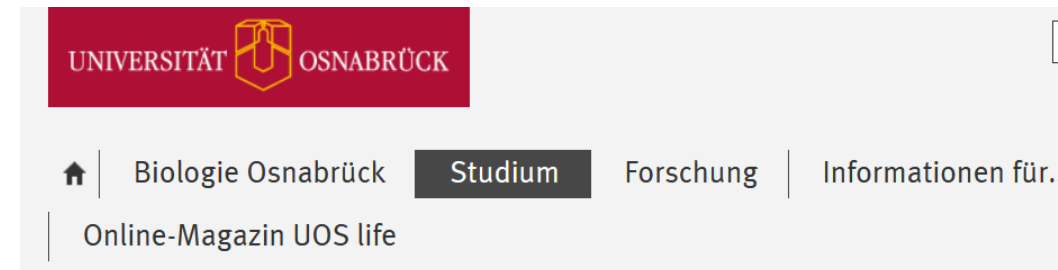 UNIVERSITÄT OSNABRÜCK
Biologie Osnabrück Studium Forschung Informationen für.
Online-Magazin UOS life